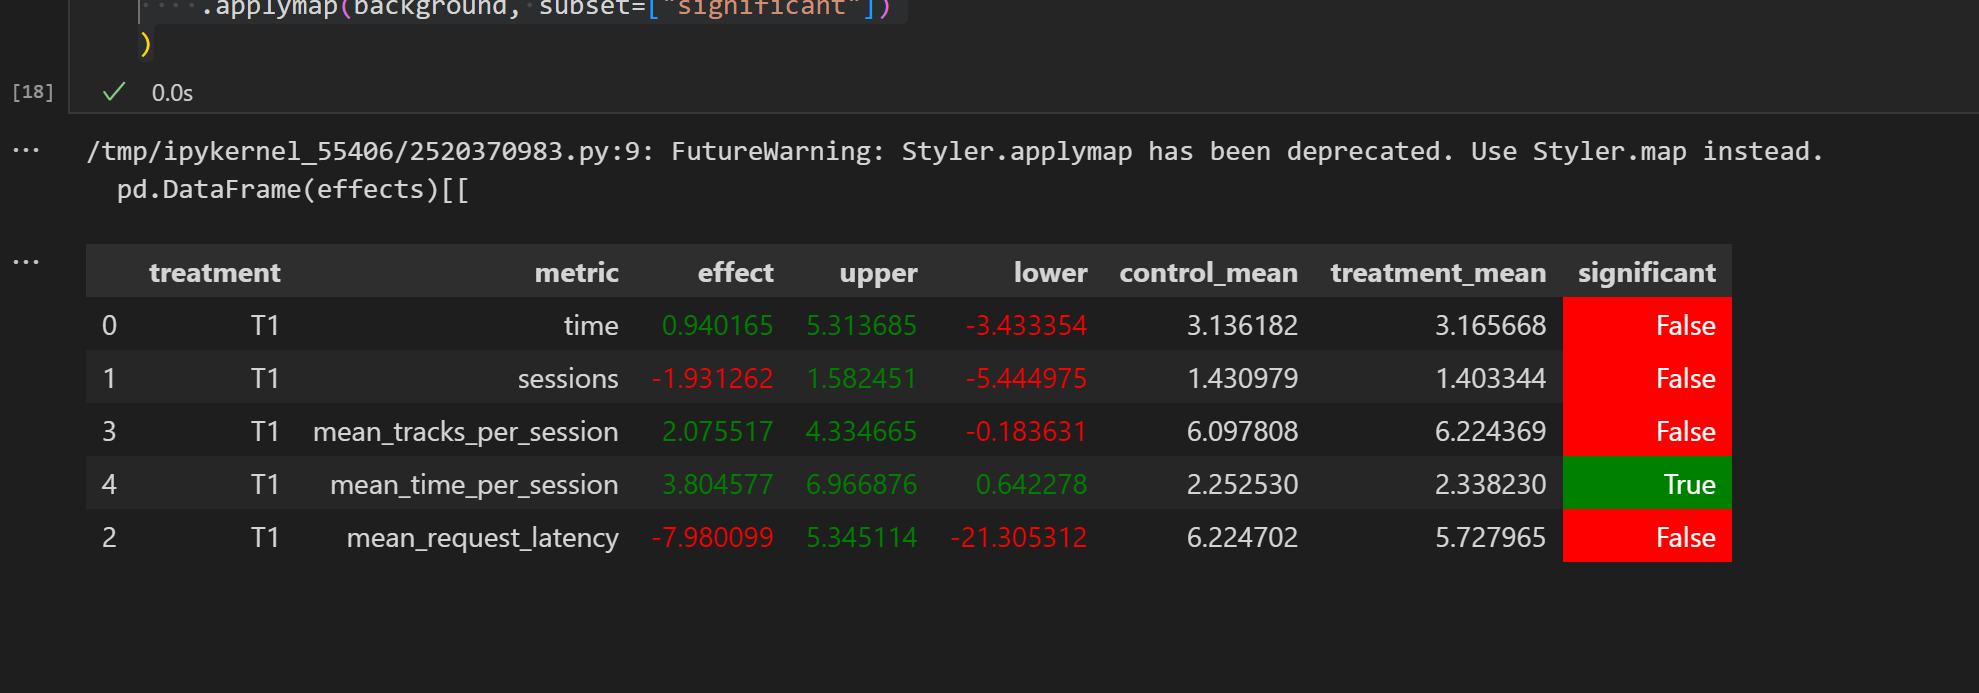 .applymap(background, subset=["significant"])
)
[18]
0.0s
/tmp/ipykernel_55406/2520370983.py:9: FutureWarning: Styler.applymap has been deprecated. Use Styler.map instead.
pd.DataFrame(effects)[[
treatment metric effect upper lower control_mean treatment_mean significant
0 T1 time 0.940165 5.313685 -3.433354 3.136182 3.165668 False
1 T1 sessions -1.931262 1.582451 -5.444975 1.430979 1.403344 False
3 T1 mean_tracks_per_session 2.075517 4.334665 -0.183631 6.097808 6.224369 False
4 T1 mean_time_per_session 3.804577 6.966876 0.642278 2.252530 2.338230 True
2 T1 mean_request_latency -7.980099 5.345114 -21.305312 6.224702 5.727965 False